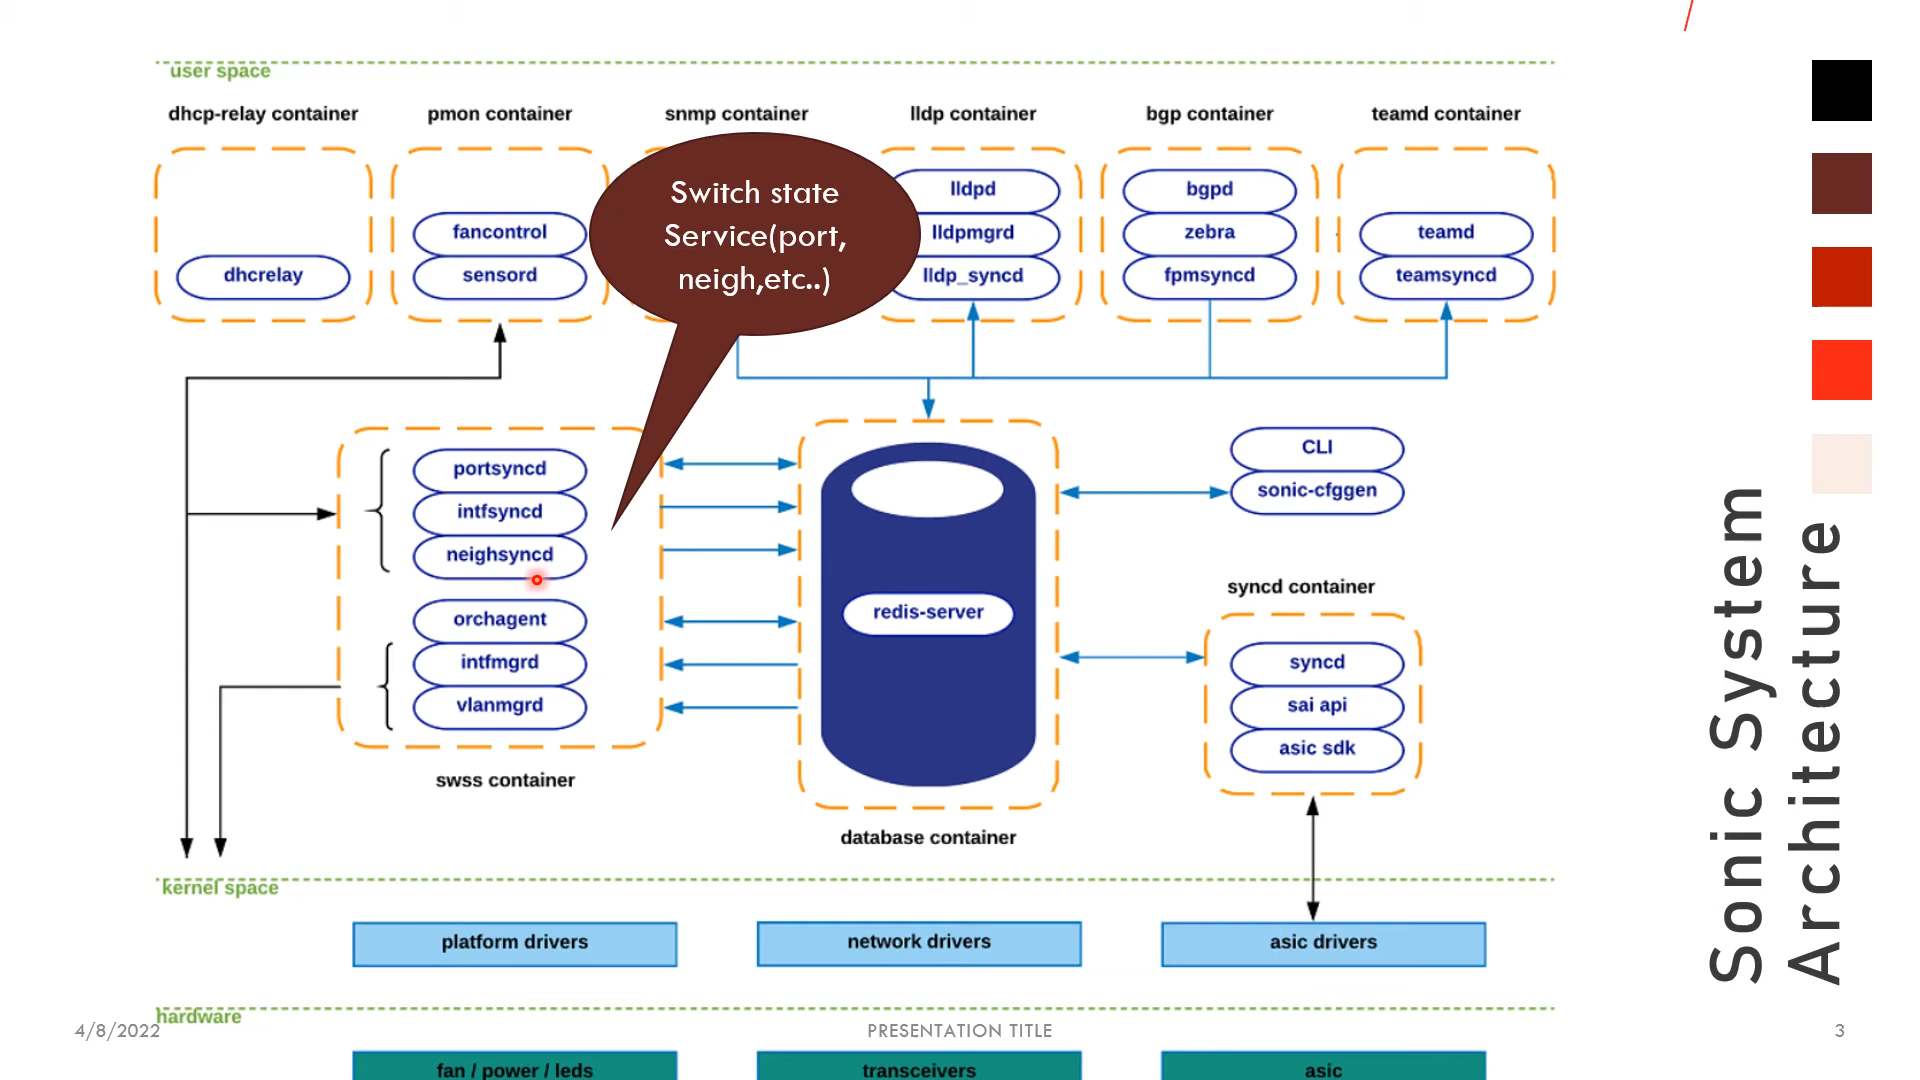 user space
dhcp-relay container
pmon container
snmp container
lldp container
bgp container
teamd container
dhcrelay
fancontrol
sensord
Switch state
Service(port,
neigh,etc..)
lldpd
lldpmgrd
lldp_syncd
bgpd
zebra
fpmsyncd
teamd
teamsyncd
portsyncd
intfsyncd
neighsyncd
orchagent
intfmgrd
vlanmgrd
swss container
redis-server
database container
CLI
sonic-cfggen
syncd container
syncd
sai api
asic sdk
kernel space
platform drivers
network drivers
asic drivers
hardware
fan / power / leds
transceivers
asic
Sonic System
Architecture
4/8/2022
PRESENTATION TITLE
3